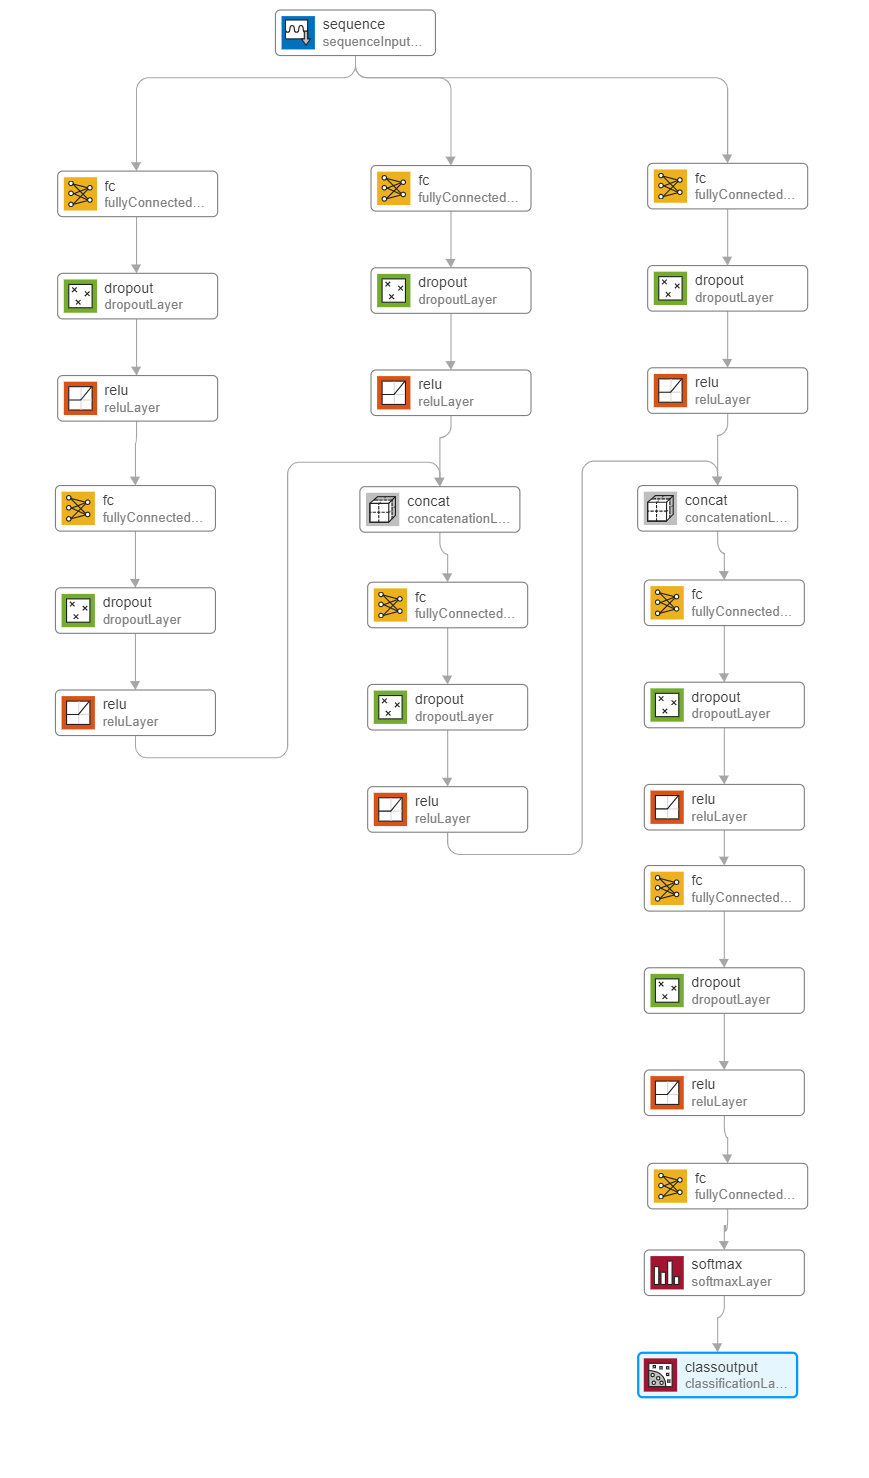 sequence
sequenceInput...
fc
fullyConnected...
dropout
dropoutLayer
relu
reluLayer
fc
fullyConnected...
dropout
dropoutLayer
relu
reluLayer
fc
fullyConnected...
dropout
dropoutLayer
relu
reluLayer
concat
concatenationL...
fc
fullyConnected...
dropout
dropoutLayer
relu
reluLayer
fc
fullyConnected...
dropout
dropoutLayer
relu
reluLayer
concat
concatenationL...
fc
fullyConnected...
dropout
dropoutLayer
relu
reluLayer
fc
fullyConnected...
dropout
dropoutLayer
relu
reluLayer
fc
fullyConnected...
softmax
softmaxLayer
classoutput
classificationLa...